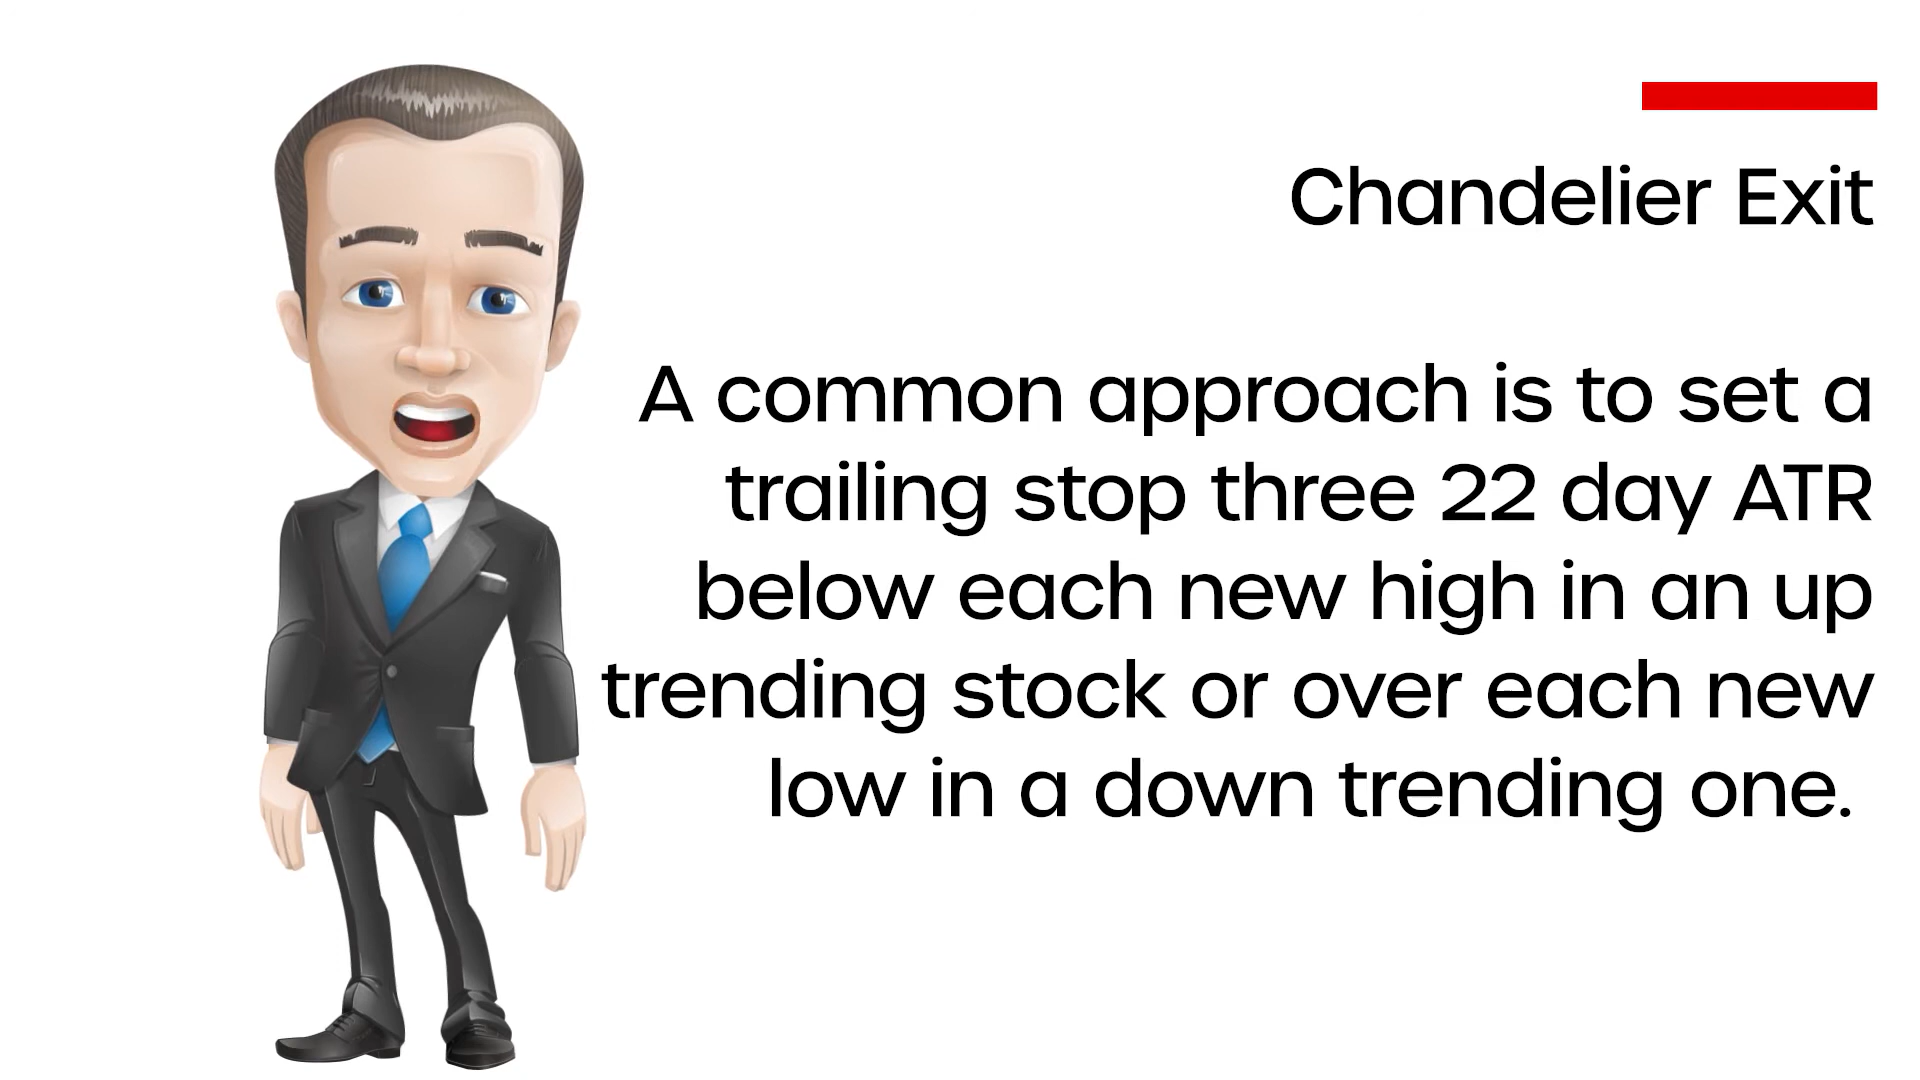 Chandelier Exit
A common approach is to set a
trailing stop three 22 day ATR
below each new high in an up
trending stock or over each new
low in a down trending one.